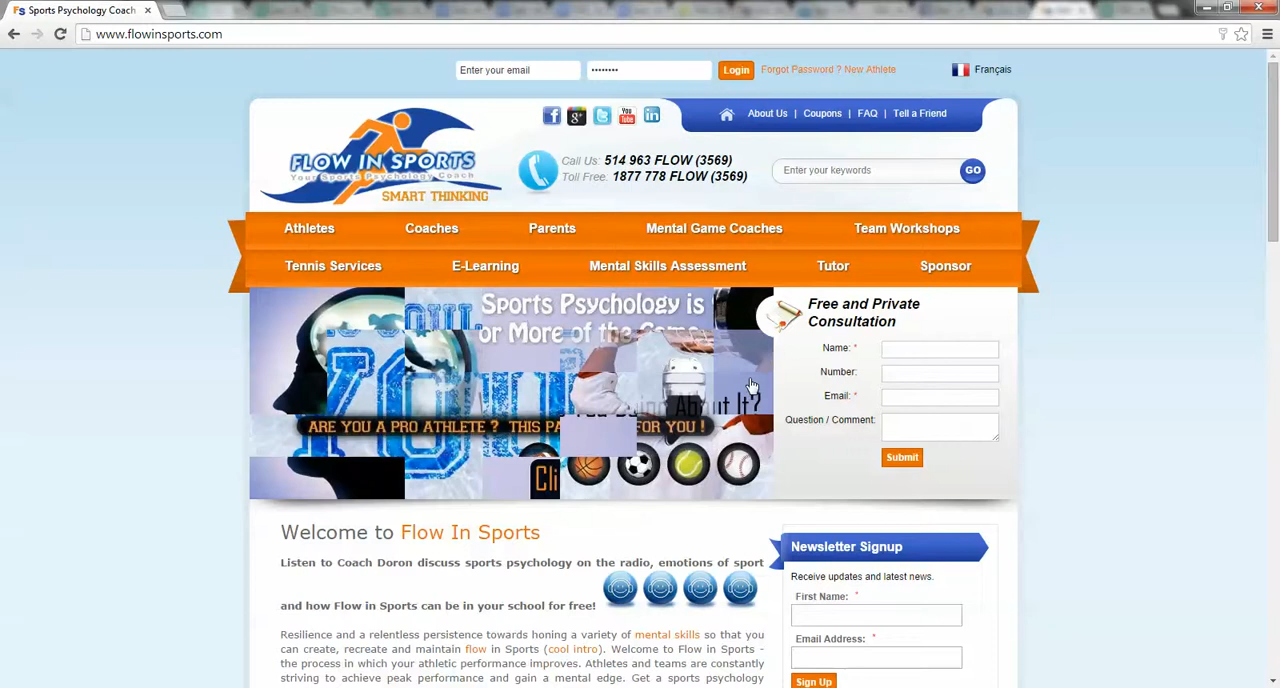 Sports Psychology Coach
www.flowinsports.com
Enter your email
••••••••
Login
Forgot Password ? New Athlete
Français
FLOW IN SPORTS
Your Sports Psychology Coach
SMART THINKING
You Tube
About Us | Coupons | FAQ | Tell a Friend
Call Us: 514 963 FLOW (3569)
Toll Free: 1877 778 FLOW (3569)
Enter your keywords
GO
Athletes
Coaches
Parents
Mental Game Coaches
Team Workshops
Tennis Services
E-Learning
Mental Skills Assessment
Tutor
Sponsor
Sports Psychology is
or More of the Game
About It?
ARE YOU A PRO ATHLETE ? THIS PA FOR YOU !
Cli
Free and Private
Consultation
Name: *
Number:
Email: *
Question / Comment:
Submit
Welcome to Flow In Sports
Listen to Coach Doron discuss sports psychology on the radio, emotions of sport
and how Flow in Sports can be in your school for free!
Resilience and a relentless persistence towards honing a variety of mental skills so that you
can create, recreate and maintain flow in Sports (cool intro). Welcome to Flow in Sports -
the process in which your athletic performance improves. Athletes and teams are constantly
striving to achieve peak performance and gain a mental edge. Get a sports psychology
Newsletter Signup
Receive updates and latest news.
First Name: *
Email Address: *
Sign Up